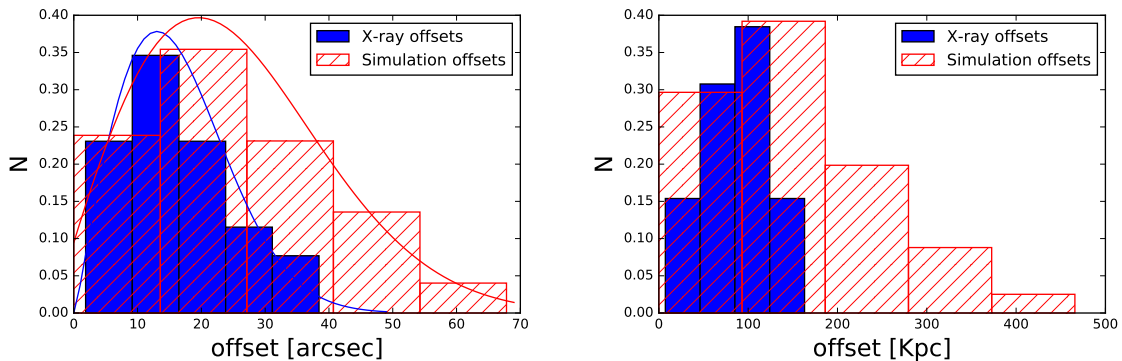 0.40
0.35
0.30
0.25
0.20
0.15
0.10
0.05
0.00
N
0 10 20 30 40 50 60 70
offset [arcsec]
X-ray offsets
Simulation offsets
0.40
0.35
0.30
0.25
0.20
0.15
0.10
0.05
0.00
N
0 100 200 300 400 500
offset [Kpc]
X-ray offsets
Simulation offsets